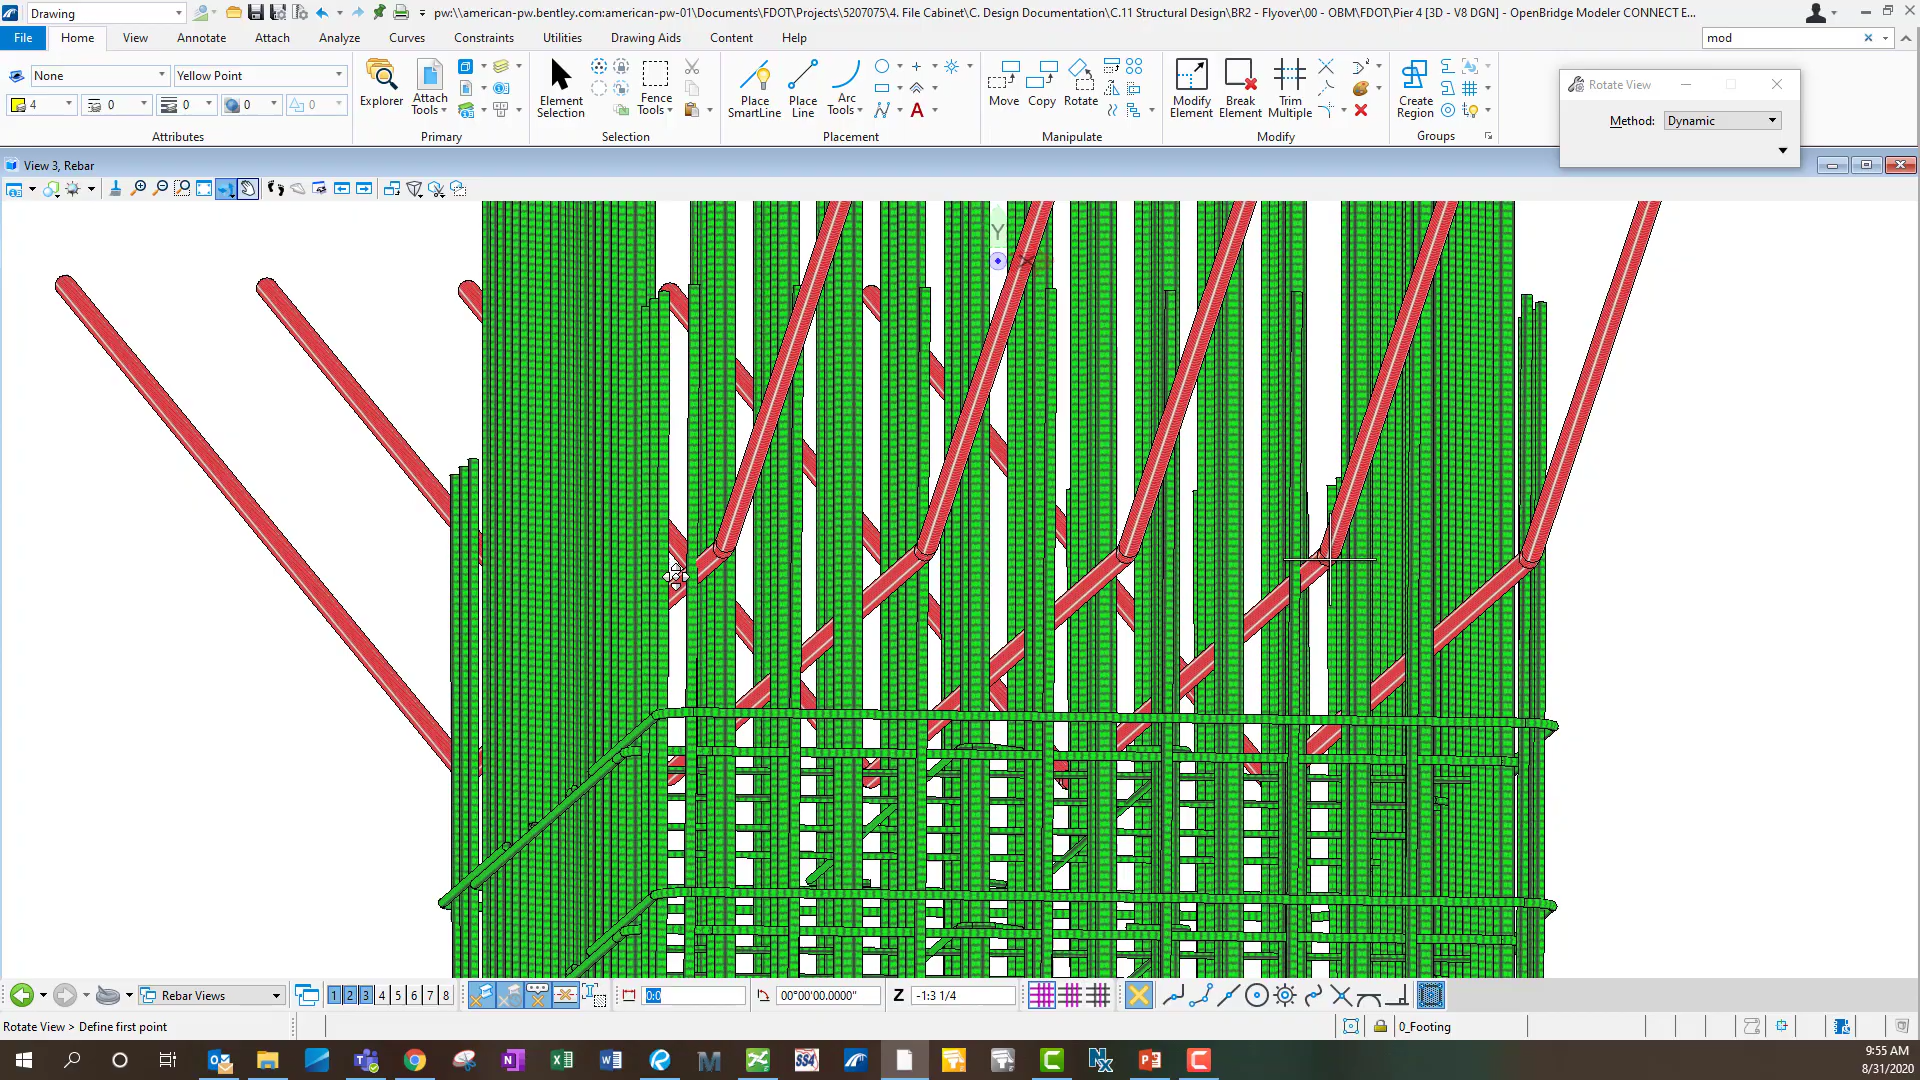 Drawing
pw:\\american-pw.bentley.com:american-pw-01\Documents\FDOT\Projects\5207075\4. File Cabinet\C. Design Documentation\C.11 Structural Design\BR2 - Flyover\00 - OBM\FDOT\Pier 4 [3D - V8 DGN] - OpenBridge Modeler CONNECT E...
File Home View Annotate Attach Analyze Curves Constraints Utilities Drawing Aids Content Help
mod
None
Yellow Point
4 0 0 0 0
Attributes
Explorer
Attach Tools
Primary
Element Selection
Fence Tools
Selection
Place SmartLine
Place Line
Arc Tools
Placement
Move
Copy
Rotate
Manipulate
Modify Element
Break Element
Trim Multiple
Modify
Create Region
Groups
Rotate View
Method: Dynamic
View 3, Rebar
Y
Rebar Views
1 2 3 4 5 6 7 8
0:0
00°00'00.0000"
Z -1:3 1/4
Rotate View > Define first point
0_Footing
SS4
9:55 AM
8/31/2020